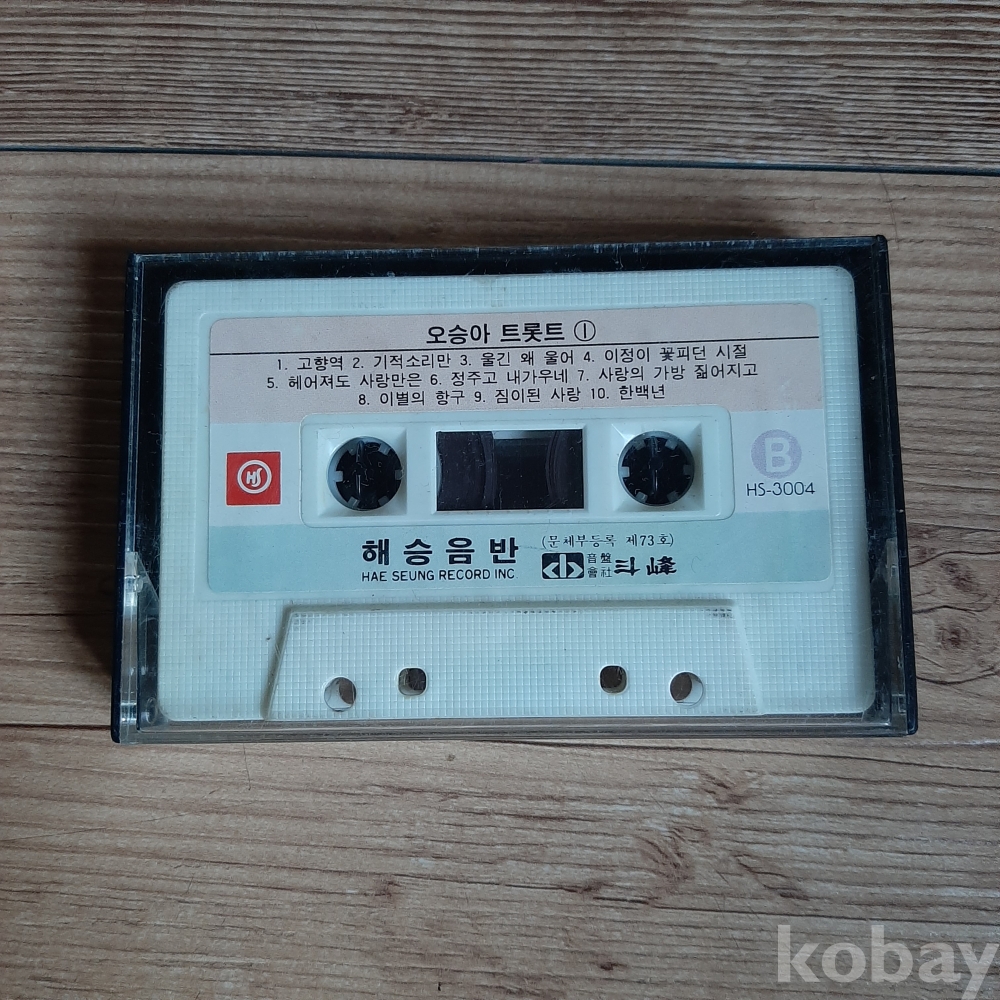 오승아 트롯트 ①
1. 고향역 2. 기적소리만 3. 울긴 왜 울어 4. 이정이 꽃피던 시절
5. 헤어져도 사랑만은 6. 정주고 내가우네 7. 사랑의 가방 짊어지고
8. 이별의 항구 9. 짐이된 사랑 10. 한백년
HS
B
HS-3004
해승음반 (문체부등록 제73호)
HAE SEUNG RECORD INC.
音盤
會社
kobay